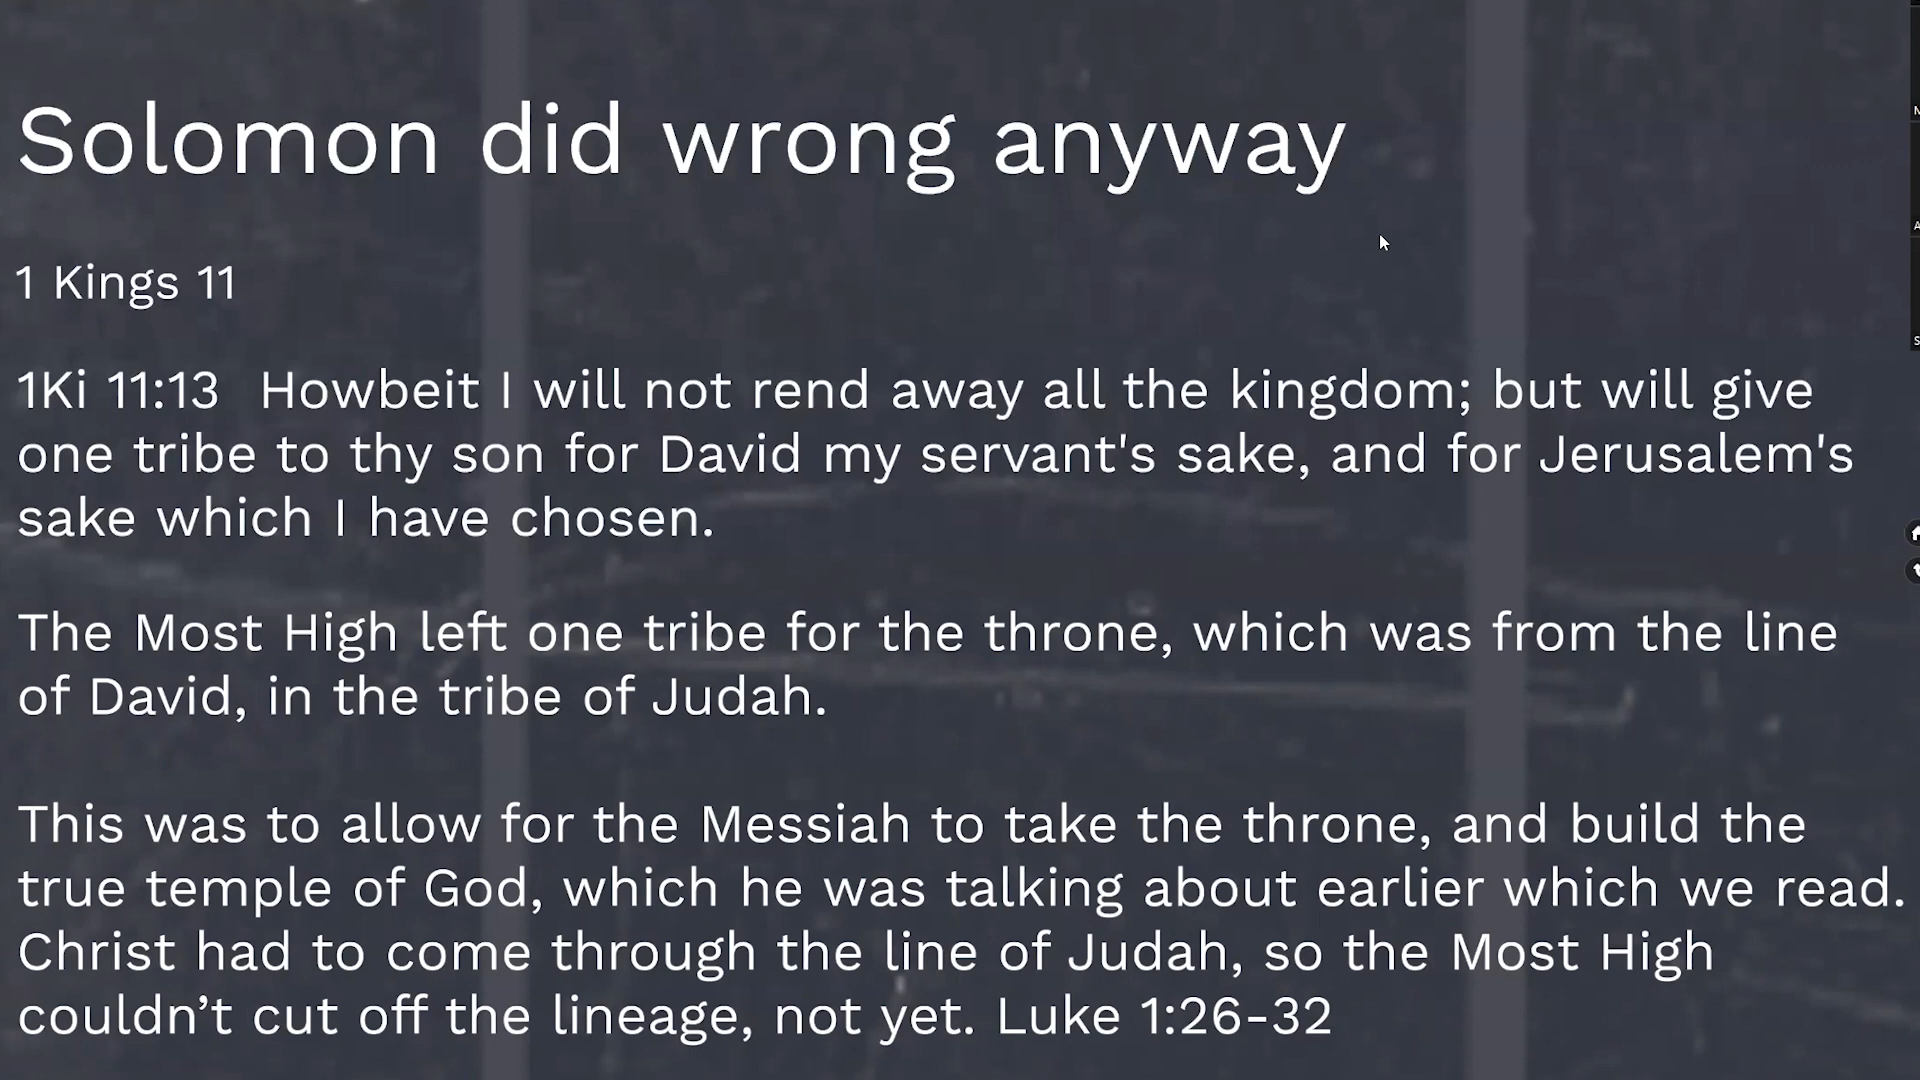 Solomon did wrong anyway
1 Kings 11
1Ki 11:13 Howbeit I will not rend away all the kingdom; but will give
one tribe to thy son for David my servant's sake, and for Jerusalem's
sake which I have chosen.
The Most High left one tribe for the throne, which was from the line
of David, in the tribe of Judah.
This was to allow for the Messiah to take the throne, and build the
true temple of God, which he was talking about earlier which we read.
Christ had to come through the line of Judah, so the Most High
couldn’t cut off the lineage, not yet. Luke 1:26-32